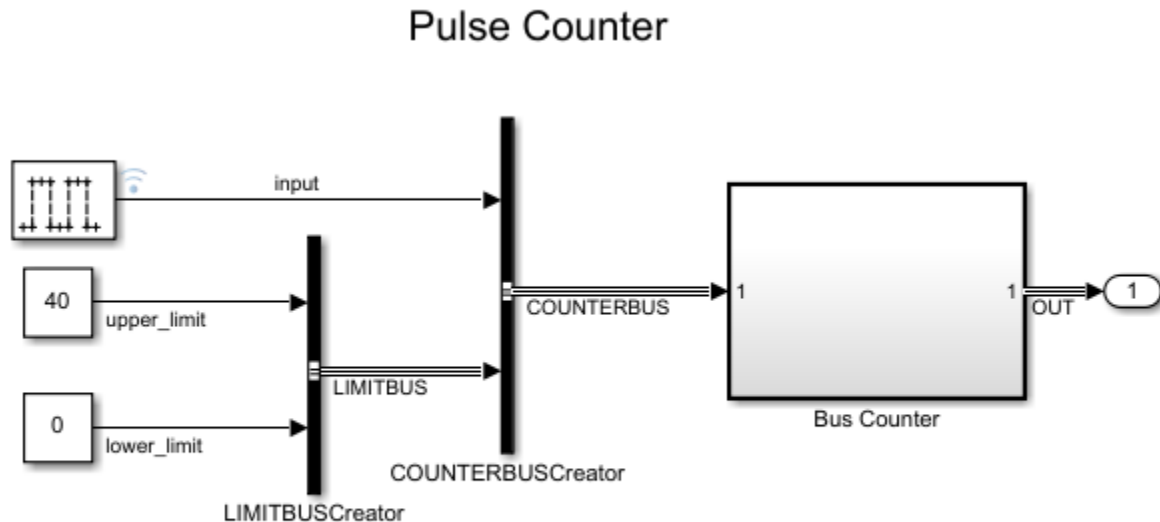 Pulse Counter
input
40
upper_limit
0
lower_limit
LIMITBUS
LIMITBUSCreator
COUNTERBUS
COUNTERBUSCreator
1
1
Bus Counter
OUT
1